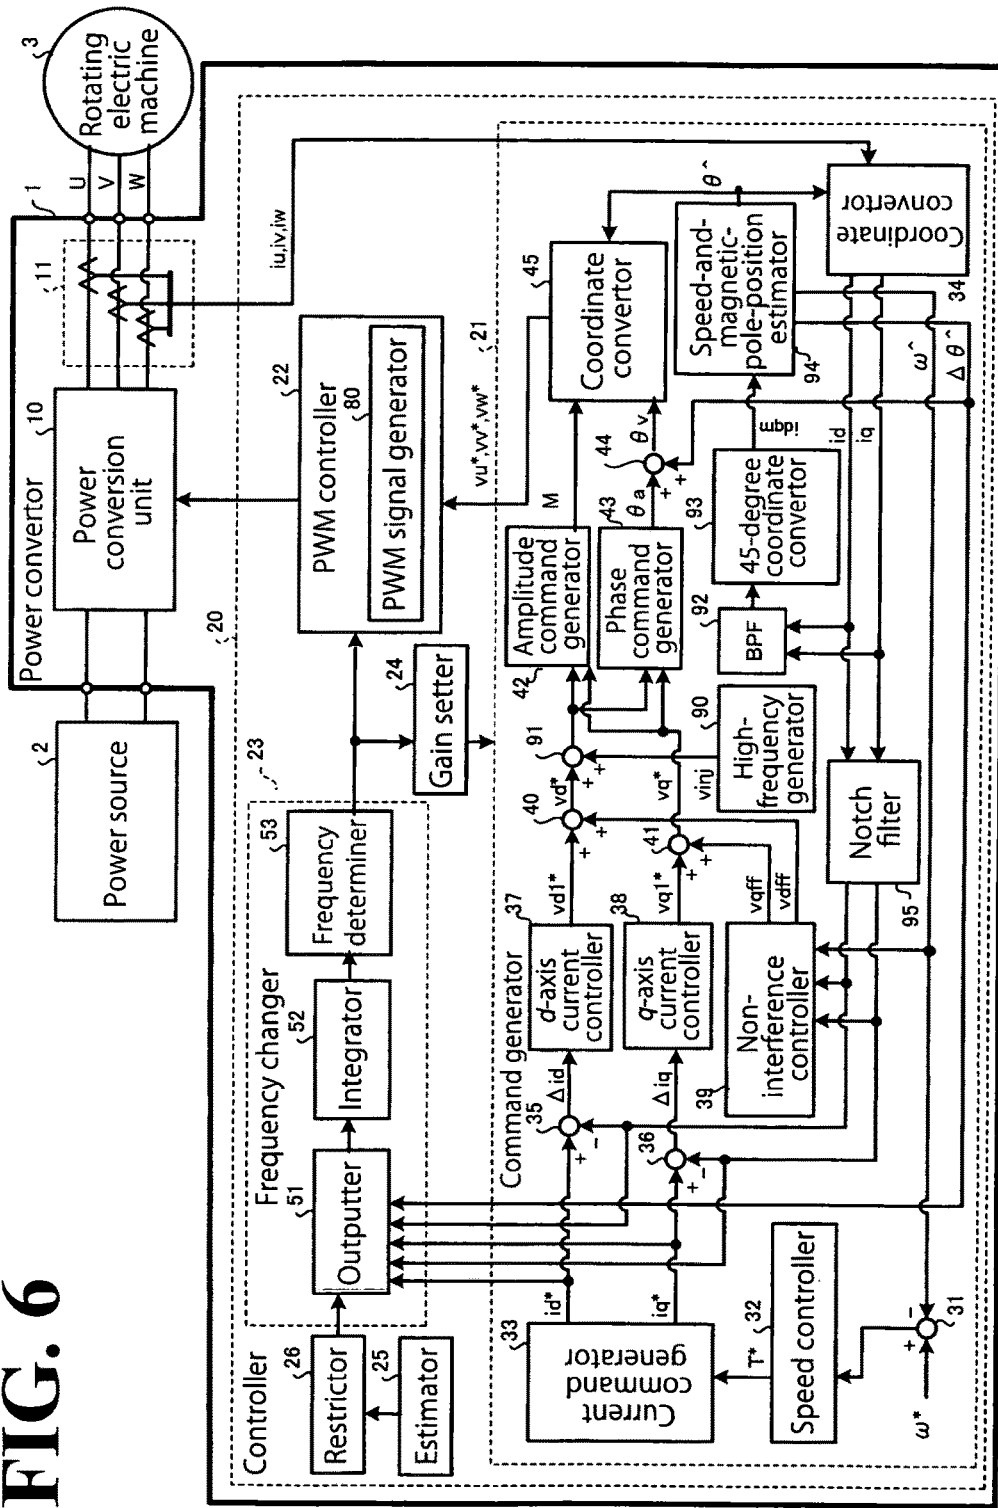 FIG. 6
3
Rotating
electric
machine
U
V
W
1
11
10
Power convertor
Power
conversion
unit
2
Power source
iu,iv,iw
20
22
PWM controller
80
PWM signal generator
23
24
Gain setter
Frequency changer
53
Frequency
determiner
52
Integrator
51
Outputter
Controller
26
Restrictor
25
Estimator
21
Command generator
vu*,vv*,vw*
45
Coordinate
convertor
θ^
M
θv
44
+
+
θa
42
Amplitude
command
generator
43
Phase
command
generator
Speed-and-
magnetic-
pole-position
estimator
94
idqm
93
45-degree
coordinate
convertor
92
BPF
Coordinate
convertor
34
id
iq
ω^
Δθ^
91
+
+
vd*
40
+
+
vd1*
37
d-axis
current
controller
Δid
35
+
−
id*
vq*
41
+
+
vq1*
38
q-axis
current
controller
Δiq
36
+
−
iq*
vinj
90
High-
frequency
generator
vqff
vdff
39
Non-
interference
controller
Notch
filter
95
33
Current
command
generator
T*
32
Speed controller
31
+
−
ω*